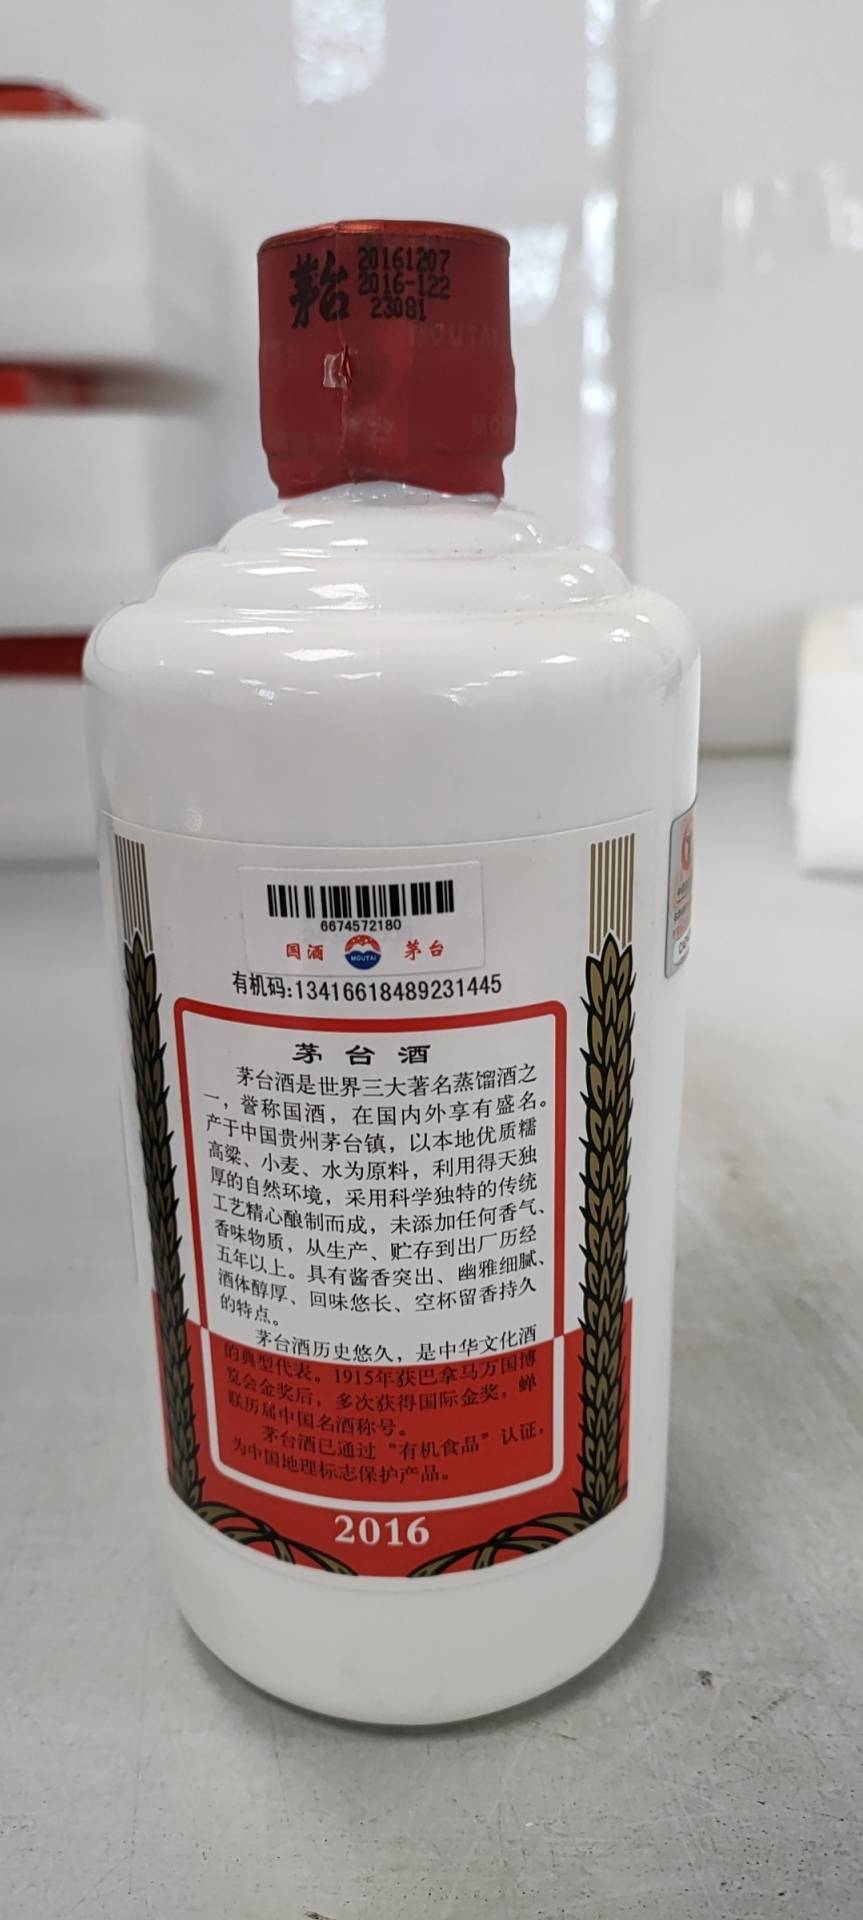 茅台
20161207
2016-122
23081
MOUTAI
6674572180
国酒 MOUTAI 茅台
有机码:13416618489231445
茅台酒
茅台酒是世界三大著名蒸馏酒之
一，誉称国酒，在国内外享有盛名。
产于中国贵州茅台镇，以本地优质糯
高粱、小麦、水为原料，利用得天独
厚的自然环境，采用科学独特的传统
工艺精心酿制而成，未添加任何香气、
香味物质，从生产、贮存到出厂历经
五年以上。具有酱香突出、幽雅细腻、
酒体醇厚、回味悠长、空杯留香持久
的特点。
茅台酒历史悠久，是中华文化酒
的典型代表。1915年获巴拿马万国博
览会金奖后，多次获得国际金奖，蝉
联历届中国名酒称号。
茅台酒已通过“有机食品”认证，
为中国地理标志保护产品。
2016